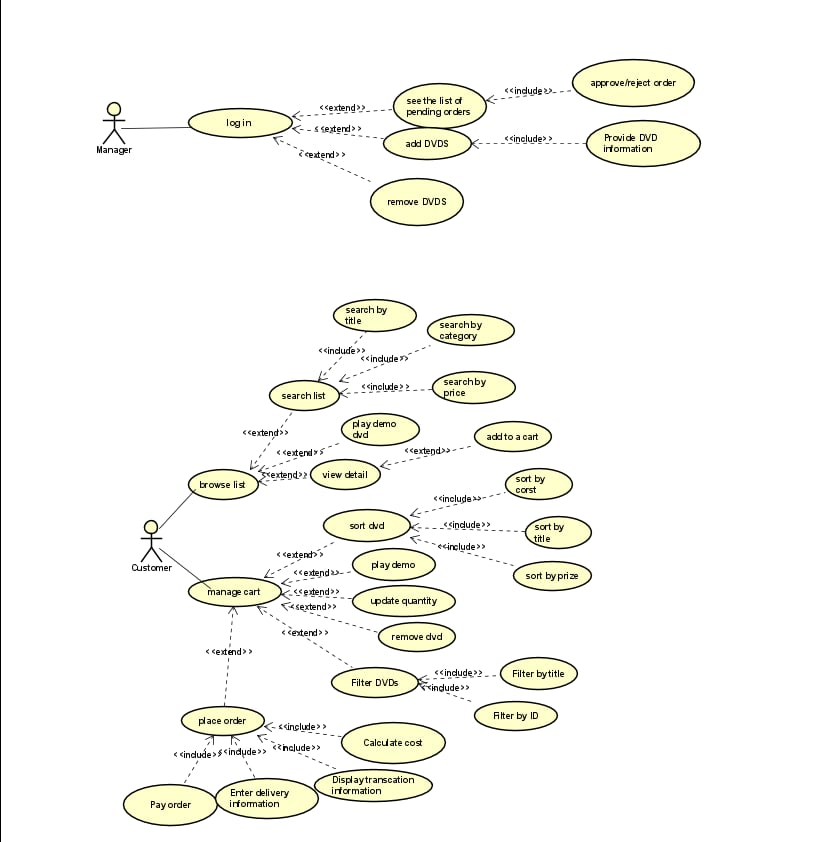 approve/reject order
<<include>>
see the list of
pending orders
<<extend>>
log in
Manager
<<extend>>
add DVDS
<<include>>
Provide DVD
information
<<extend>>
remove DVDS
search by
title
search by
category
<<include>>
<<include>>
search by
price
<<include>>
search list
play demo
dvd
<<extend>>
add to a cart
<<extend>>
<<extend>>
view detail
<<extend>>
browse list
sort by
corst
<<include>>
sort dvd
<<include>>
sort by
title
<<include>>
Customer
<<extend>>
play demo
<<extend>>
sort by prize
manage cart
<<extend>>
update quantity
<<extend>>
remove dvd
<<extend>>
<<extend>>
Filter DVDs
<<include>>
Filter by title
<<include>>
Filter by ID
place order
<<include>>
Calculate cost
<<include>>
<<include>>
<<include>>
Display transcation
information
Pay order
Enter delivery
information